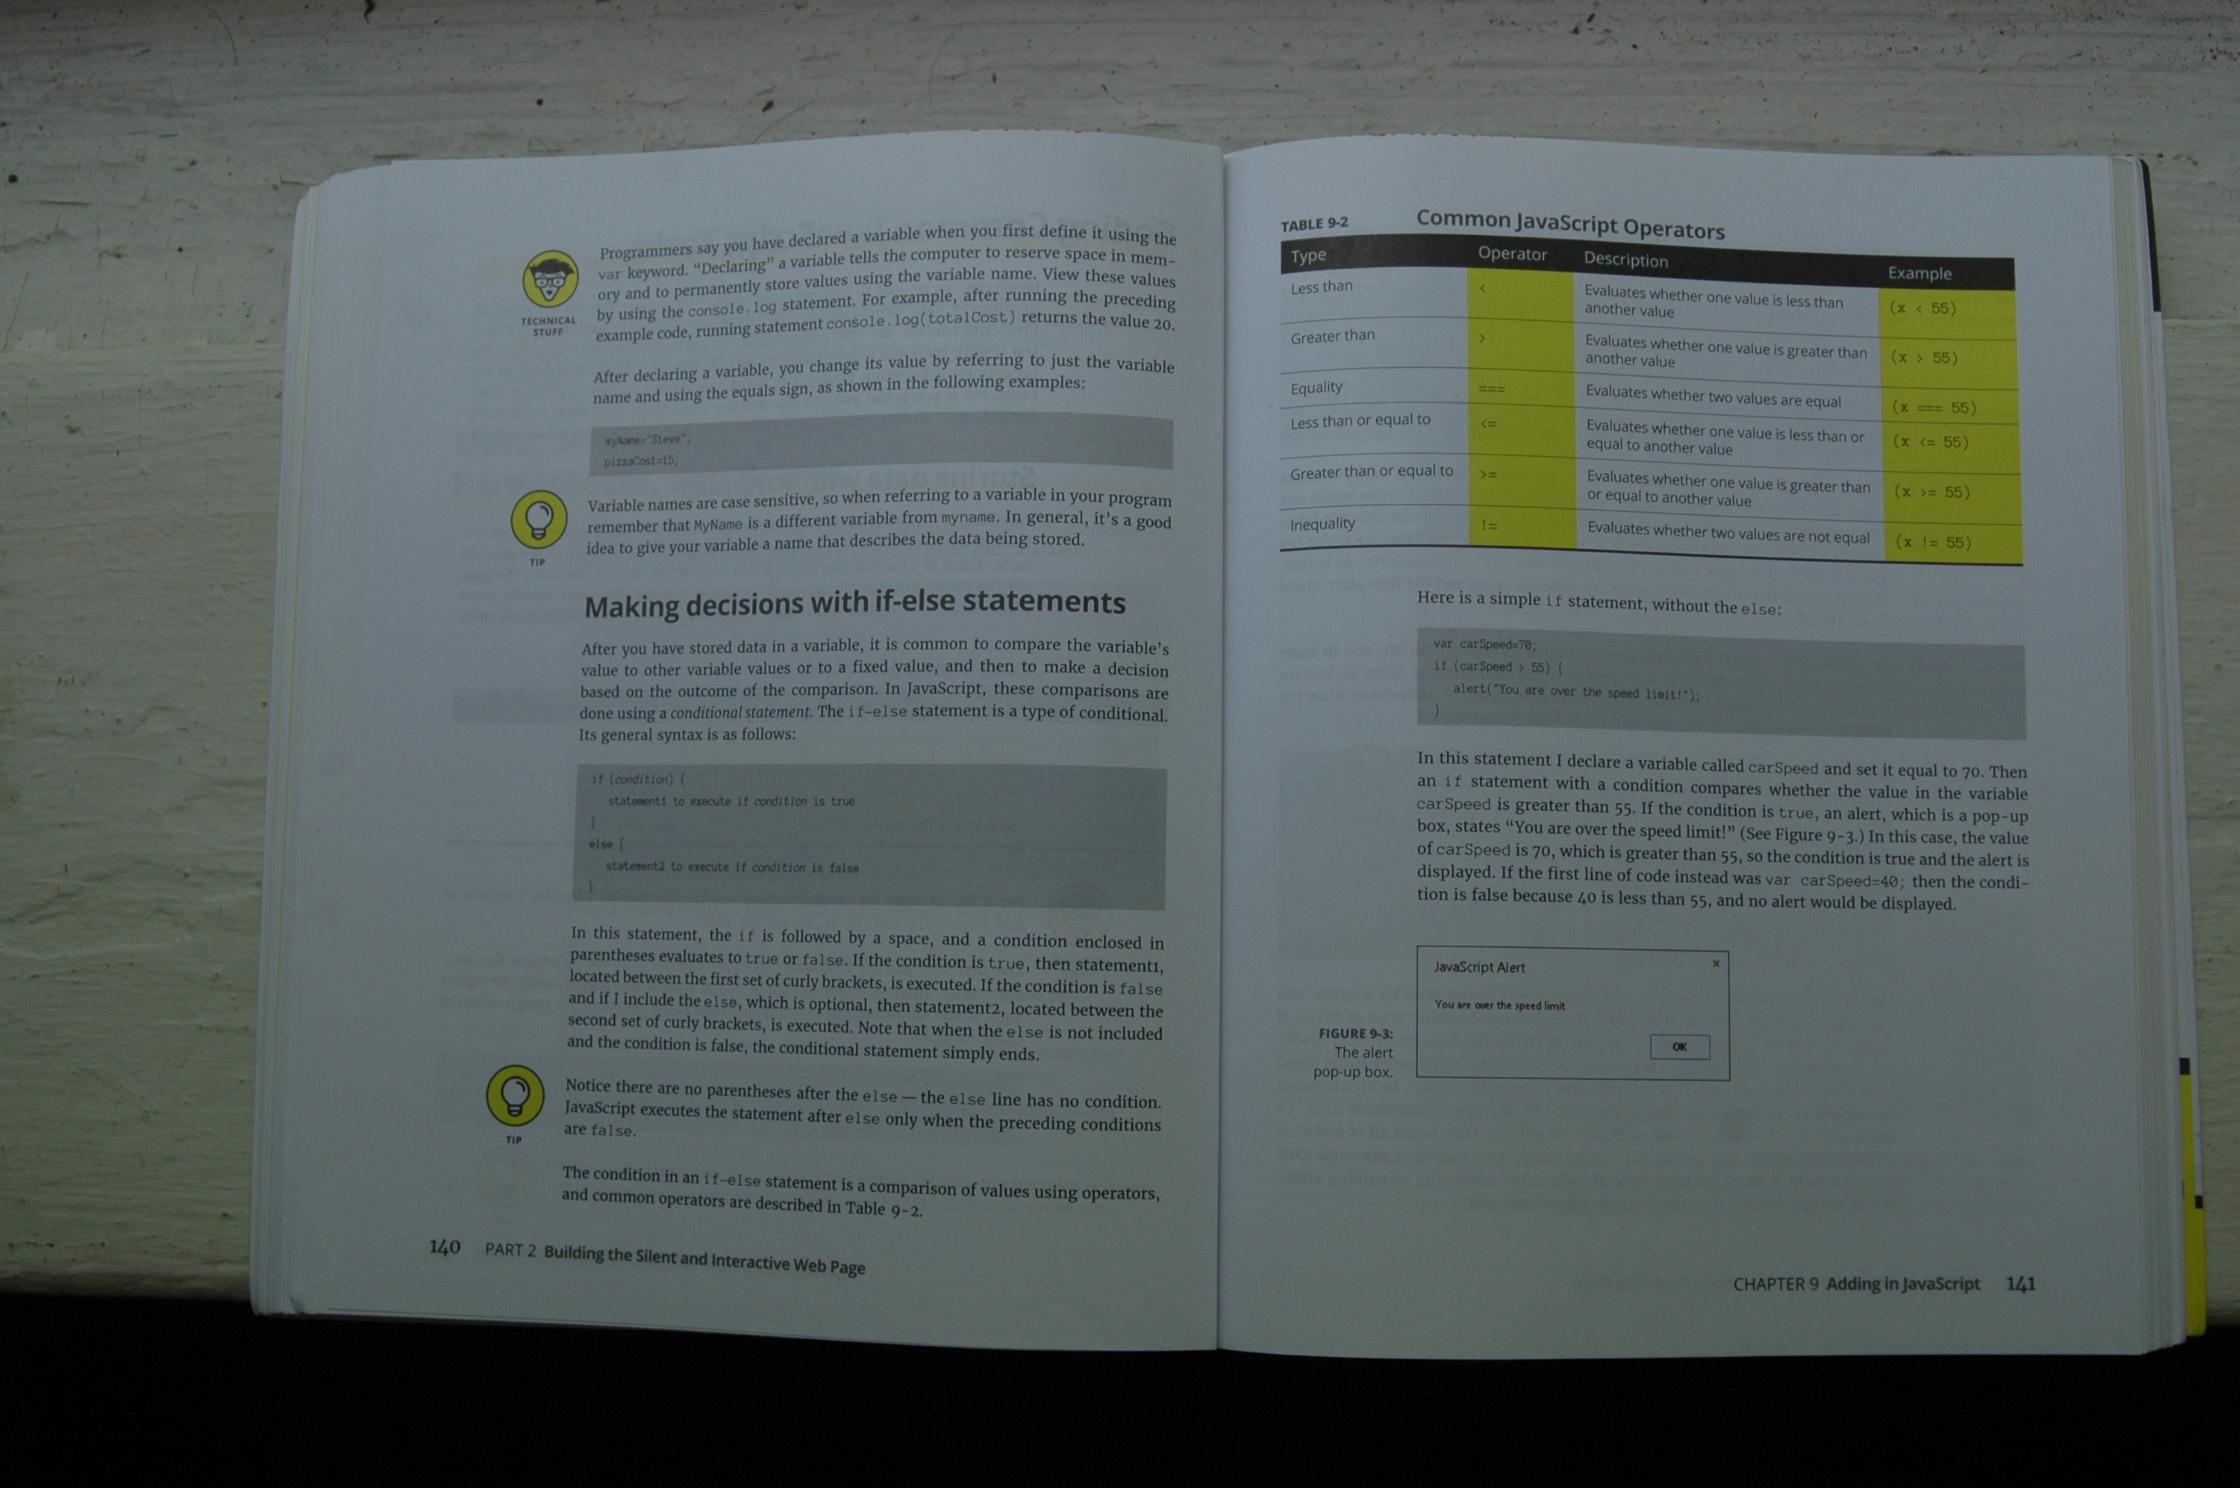 Programmers say you have declared a variable when you first define it using the
var keyword. “Declaring” a variable tells the computer to reserve space in mem-
ory and to permanently store values using the variable name. View these values
by using the console.log statement. For example, after running the preceding
example code, running statement console.log(totalCost) returns the value 20.
TECHNICAL
STUFF
After declaring a variable, you change its value by referring to just the variable
name and using the equals sign, as shown in the following examples:
myName="Steve";
pizzaCost=15;
Variable names are case sensitive, so when referring to a variable in your program
remember that MyName is a different variable from myname. In general, it's a good
idea to give your variable a name that describes the data being stored.
TIP
Making decisions with if-else statements
After you have stored data in a variable, it is common to compare the variable's
value to other variable values or to a fixed value, and then to make a decision
based on the outcome of the comparison. In JavaScript, these comparisons are
done using a conditional statement. The if-else statement is a type of conditional.
Its general syntax is as follows:
if (condition) {
statement1 to execute if condition is true
}
else {
statement2 to execute if condition is false
}
In this statement, the if is followed by a space, and a condition enclosed in
parentheses evaluates to true or false. If the condition is true, then statement1,
located between the first set of curly brackets, is executed. If the condition is false
and if I include the else, which is optional, then statement2, located between the
second set of curly brackets, is executed. Note that when the else is not included
and the condition is false, the conditional statement simply ends.
Notice there are no parentheses after the else — the else line has no condition.
JavaScript executes the statement after else only when the preceding conditions
are false.
TIP
The condition in an if-else statement is a comparison of values using operators,
and common operators are described in Table 9-2.
140 PART 2 Building the Silent and Interactive Web Page
TABLE 9-2 Common JavaScript Operators
Type Operator Description Example
Less than < Evaluates whether one value is less than (x < 55)
another value
Greater than > Evaluates whether one value is greater than (x > 55)
another value
Equality === Evaluates whether two values are equal (x === 55)
Less than or equal to <= Evaluates whether one value is less than or (x <= 55)
equal to another value
Greater than or equal to >= Evaluates whether one value is greater than (x >= 55)
or equal to another value
Inequality != Evaluates whether two values are not equal (x != 55)
Here is a simple if statement, without the else:
var carSpeed=70;
if (carSpeed > 55) {
alert("You are over the speed limit!");
}
In this statement I declare a variable called carSpeed and set it equal to 70. Then
an if statement with a condition compares whether the value in the variable
carSpeed is greater than 55. If the condition is true, an alert, which is a pop-up
box, states “You are over the speed limit!” (See Figure 9-3.) In this case, the value
of carSpeed is 70, which is greater than 55, so the condition is true and the alert is
displayed. If the first line of code instead was var carSpeed=40; then the condi-
tion is false because 40 is less than 55, and no alert would be displayed.
JavaScript Alert x
You are over the speed limit
OK
FIGURE 9-3:
The alert
pop-up box.
CHAPTER 9 Adding in JavaScript 141